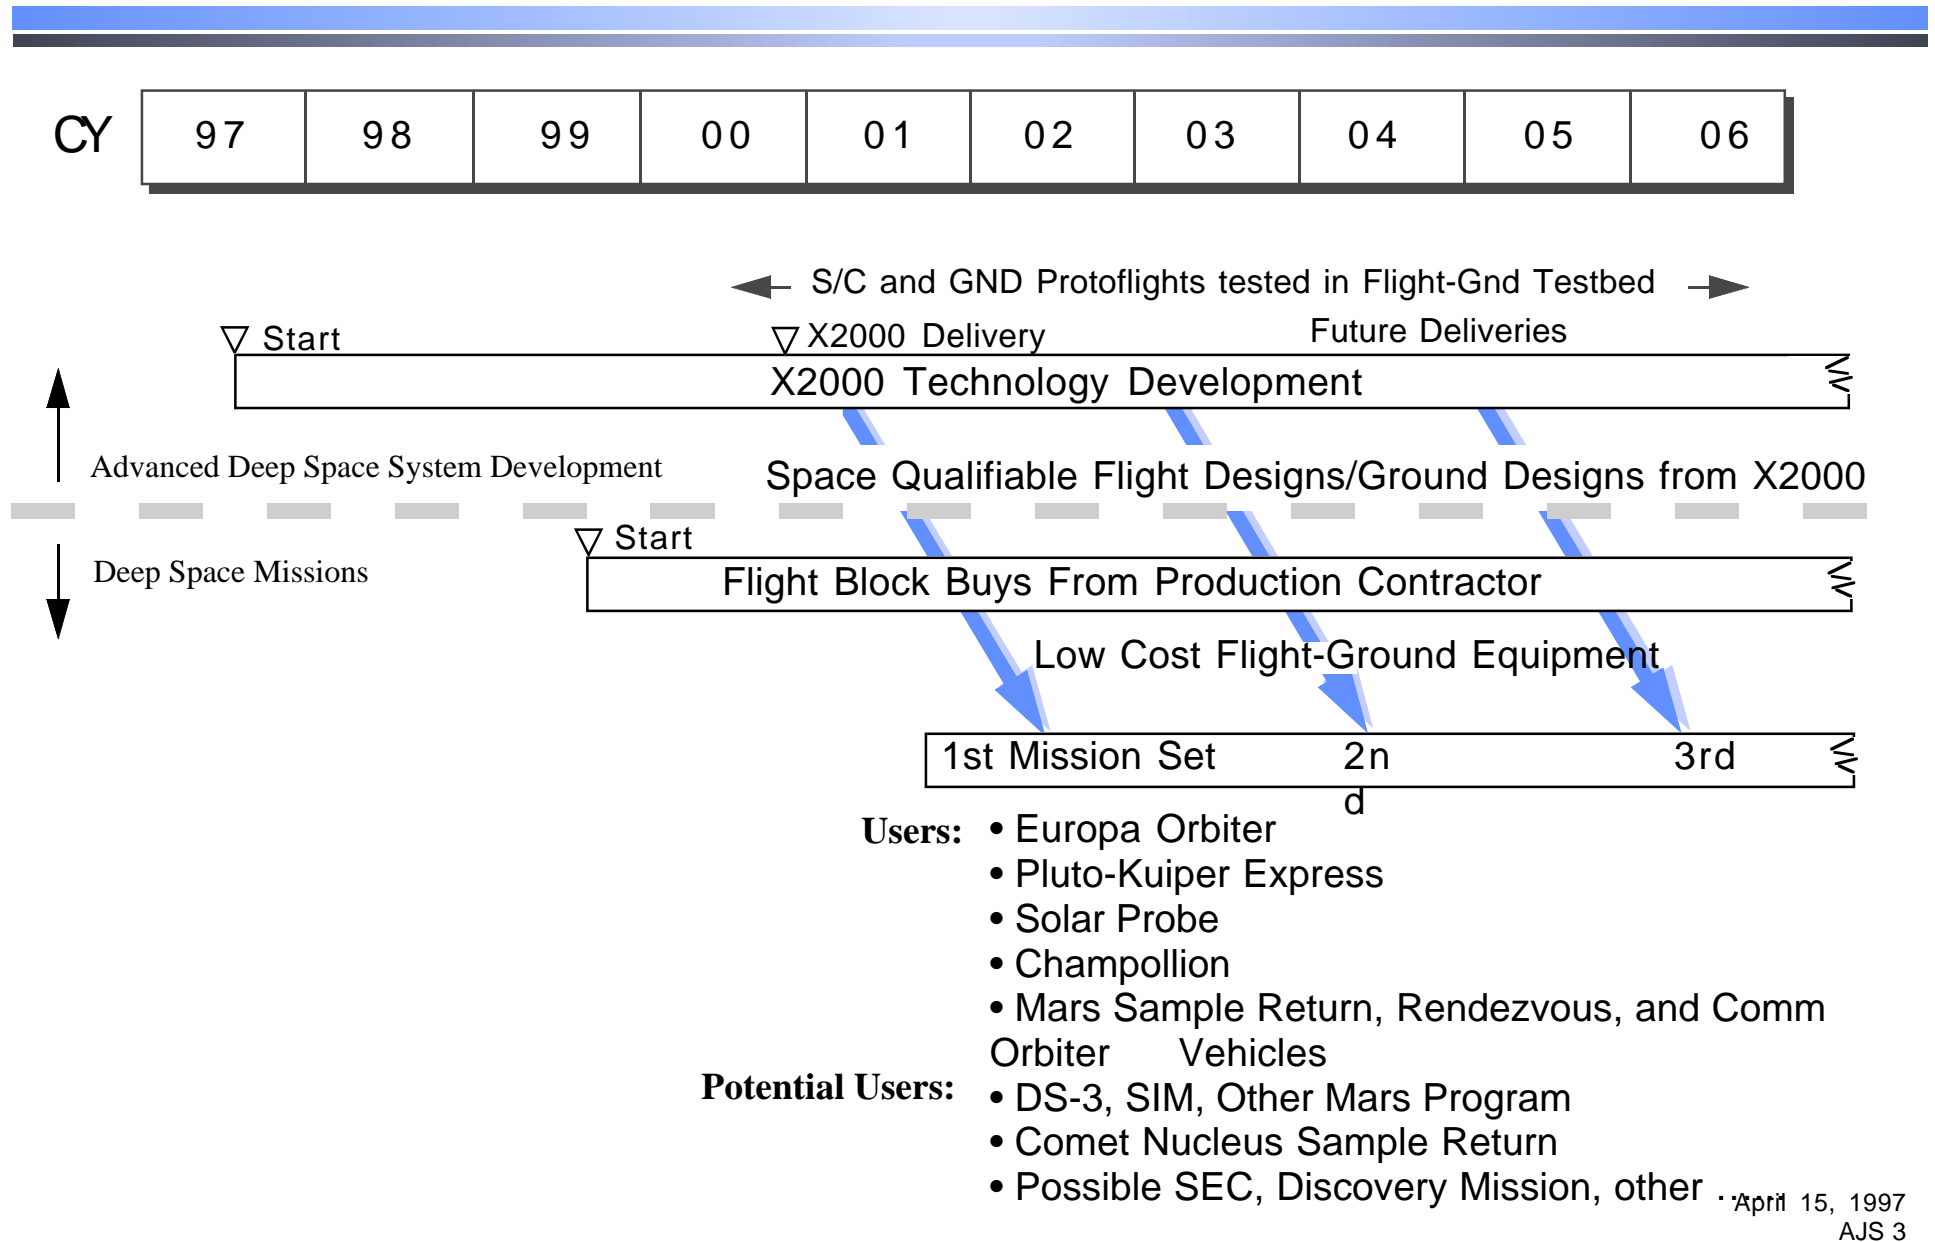 CY 97 98 99 00 01 02 03 04 05 06
S/C and GND Protoflights tested in Flight-Gnd Testbed
Start
X2000 Delivery
Future Deliveries
X2000 Technology Development
Advanced Deep Space System Development
Space Qualifiable Flight Designs/Ground Designs from X2000
Start
Deep Space Missions
Flight Block Buys From Production Contractor
Low Cost Flight-Ground Equipment
1st Mission Set
2n
d
3rd
Users:
• Europa Orbiter
• Pluto-Kuiper Express
• Solar Probe
• Champollion
• Mars Sample Return, Rendezvous, and Comm
Orbiter Vehicles
Potential Users:
• DS-3, SIM, Other Mars Program
• Comet Nucleus Sample Return
• Possible SEC, Discovery Mission, other ......
April 15, 1997
AJS 3